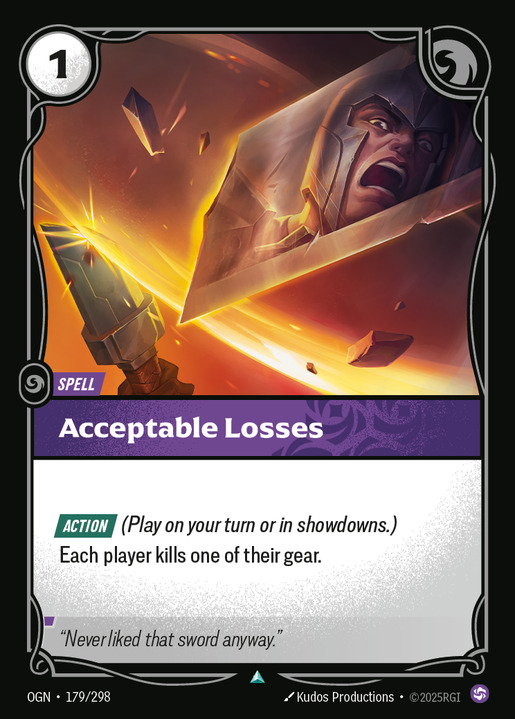 1
SPELL
Acceptable Losses
ACTION (Play on your turn or in showdowns.)
Each player kills one of their gear.
“Never liked that sword anyway.”
OGN • 179/298
Kudos Productions • ©2025RGI